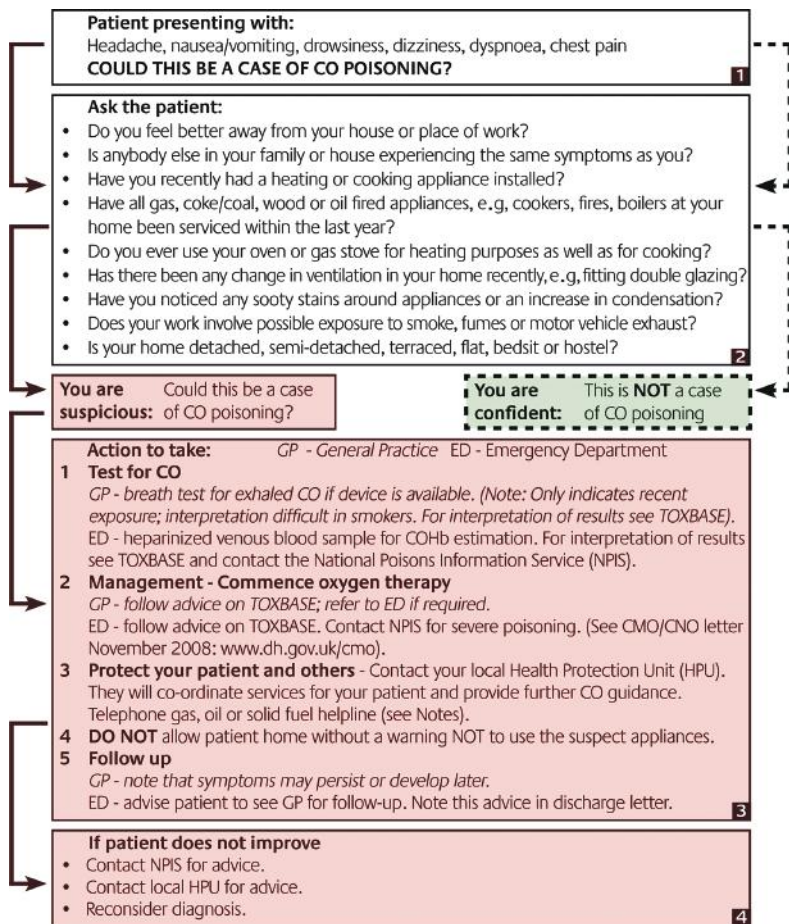 Patient presenting with:
Headache, nausea/vomiting, drowsiness, dizziness, dyspnoea, chest pain
COULD THIS BE A CASE OF CO POISONING?
1
Ask the patient:
• Do you feel better away from your house or place of work?
• Is anybody else in your family or house experiencing the same symptoms as you?
• Have you recently had a heating or cooking appliance installed?
• Have all gas, coke/coal, wood or oil fired appliances, e.g, cookers, fires, boilers at your
home been serviced within the last year?
• Do you ever use your oven or gas stove for heating purposes as well as for cooking?
• Has there been any change in ventilation in your home recently, e.g, fitting double glazing?
• Have you noticed any sooty stains around appliances or an increase in condensation?
• Does your work involve possible exposure to smoke, fumes or motor vehicle exhaust?
• Is your home detached, semi-detached, terraced, flat, bedsit or hostel?
2
You are Could this be a case
suspicious: of CO poisoning?
You are This is NOT a case
confident: of CO poisoning
Action to take: GP - General Practice ED - Emergency Department
1 Test for CO
GP - breath test for exhaled CO if device is available. (Note: Only indicates recent
exposure; interpretation difficult in smokers. For interpretation of results see TOXBASE).
ED - heparinized venous blood sample for COHb estimation. For interpretation of results
see TOXBASE and contact the National Poisons Information Service (NPIS).
2 Management - Commence oxygen therapy
GP - follow advice on TOXBASE; refer to ED if required.
ED - follow advice on TOXBASE. Contact NPIS for severe poisoning. (See CMO/CNO letter
November 2008: www.dh.gov.uk/cmo).
3 Protect your patient and others - Contact your local Health Protection Unit (HPU).
They will co-ordinate services for your patient and provide further CO guidance.
Telephone gas, oil or solid fuel helpline (see Notes).
4 DO NOT allow patient home without a warning NOT to use the suspect appliances.
5 Follow up
GP - note that symptoms may persist or develop later.
ED - advise patient to see GP for follow-up. Note this advice in discharge letter.
3
If patient does not improve
• Contact NPIS for advice.
• Contact local HPU for advice.
• Reconsider diagnosis.
4